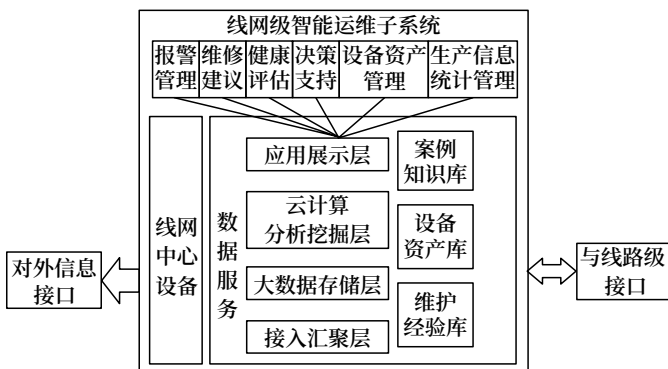 线网级智能运维子系统
报警
管理
维修
建议
健康
评估
决策
支持
设备资产
管理
生产信息
统计管理
线网
中心
设备
数
据
服
务
应用展示层
云计算
分析挖掘层
大数据存储层
接入汇聚层
案例
知识库
设备
资产库
维护
经验库
对外信息
接口
与线路级
接口